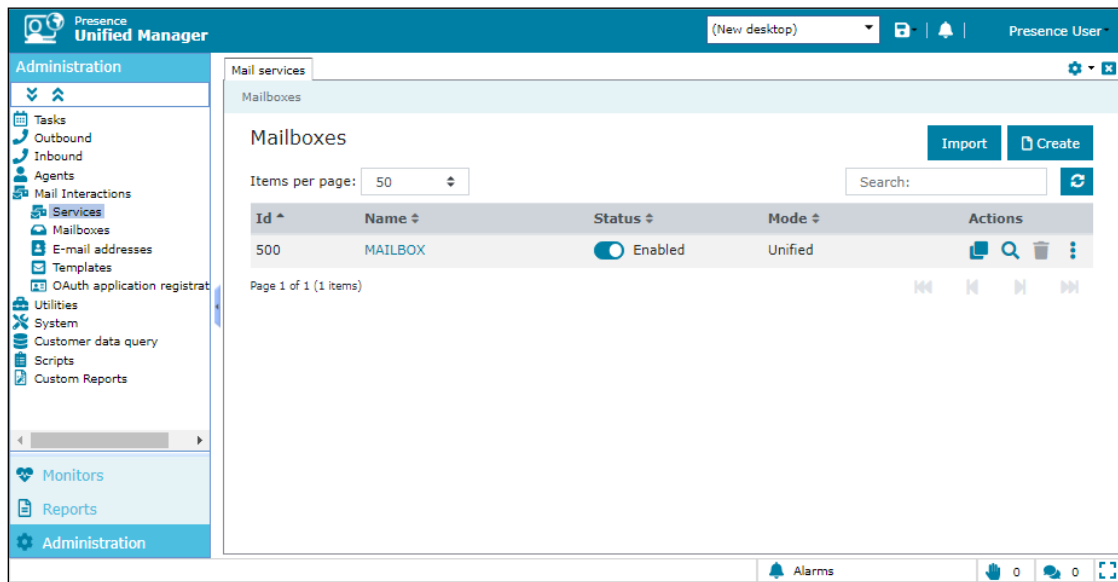 Presence
Unified Manager
(New desktop)
Presence User
Administration
Mail services
Mailboxes
Tasks
Outbound
Inbound
Agents
Mail Interactions
Services
Mailboxes
E-mail addresses
Templates
OAuth application registrat
Utilities
System
Customer data query
Scripts
Custom Reports
Monitors
Reports
Administration
Mailboxes
Import
Create
Items per page: 50
Search:
Id Name Status Mode Actions
500 MAILBOX Enabled Unified
Page 1 of 1 (1 items)
Alarms 0 0